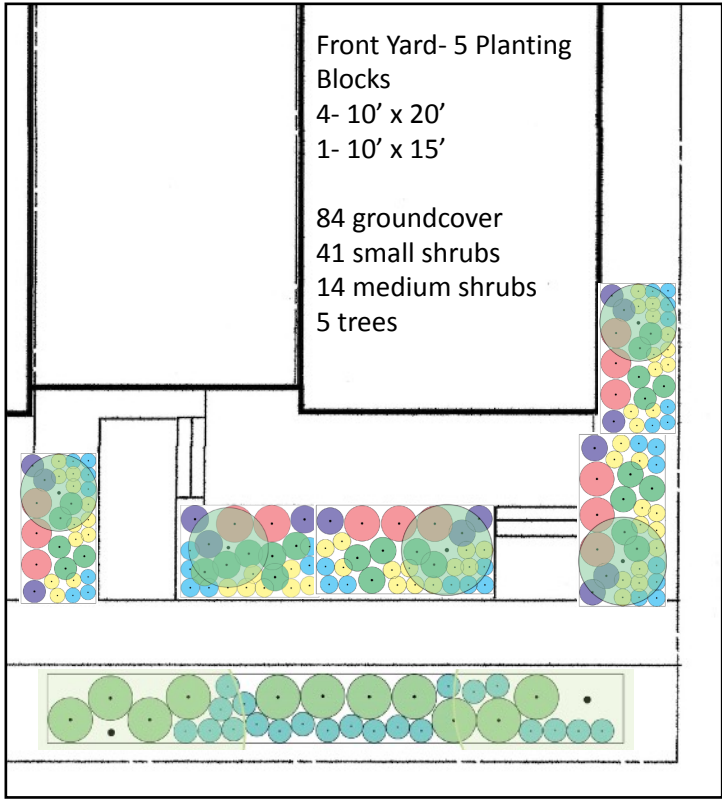 Front Yard- 5 Planting
Blocks
4- 10’ x 20’
1- 10’ x 15’
84 groundcover
41 small shrubs
14 medium shrubs
5 trees